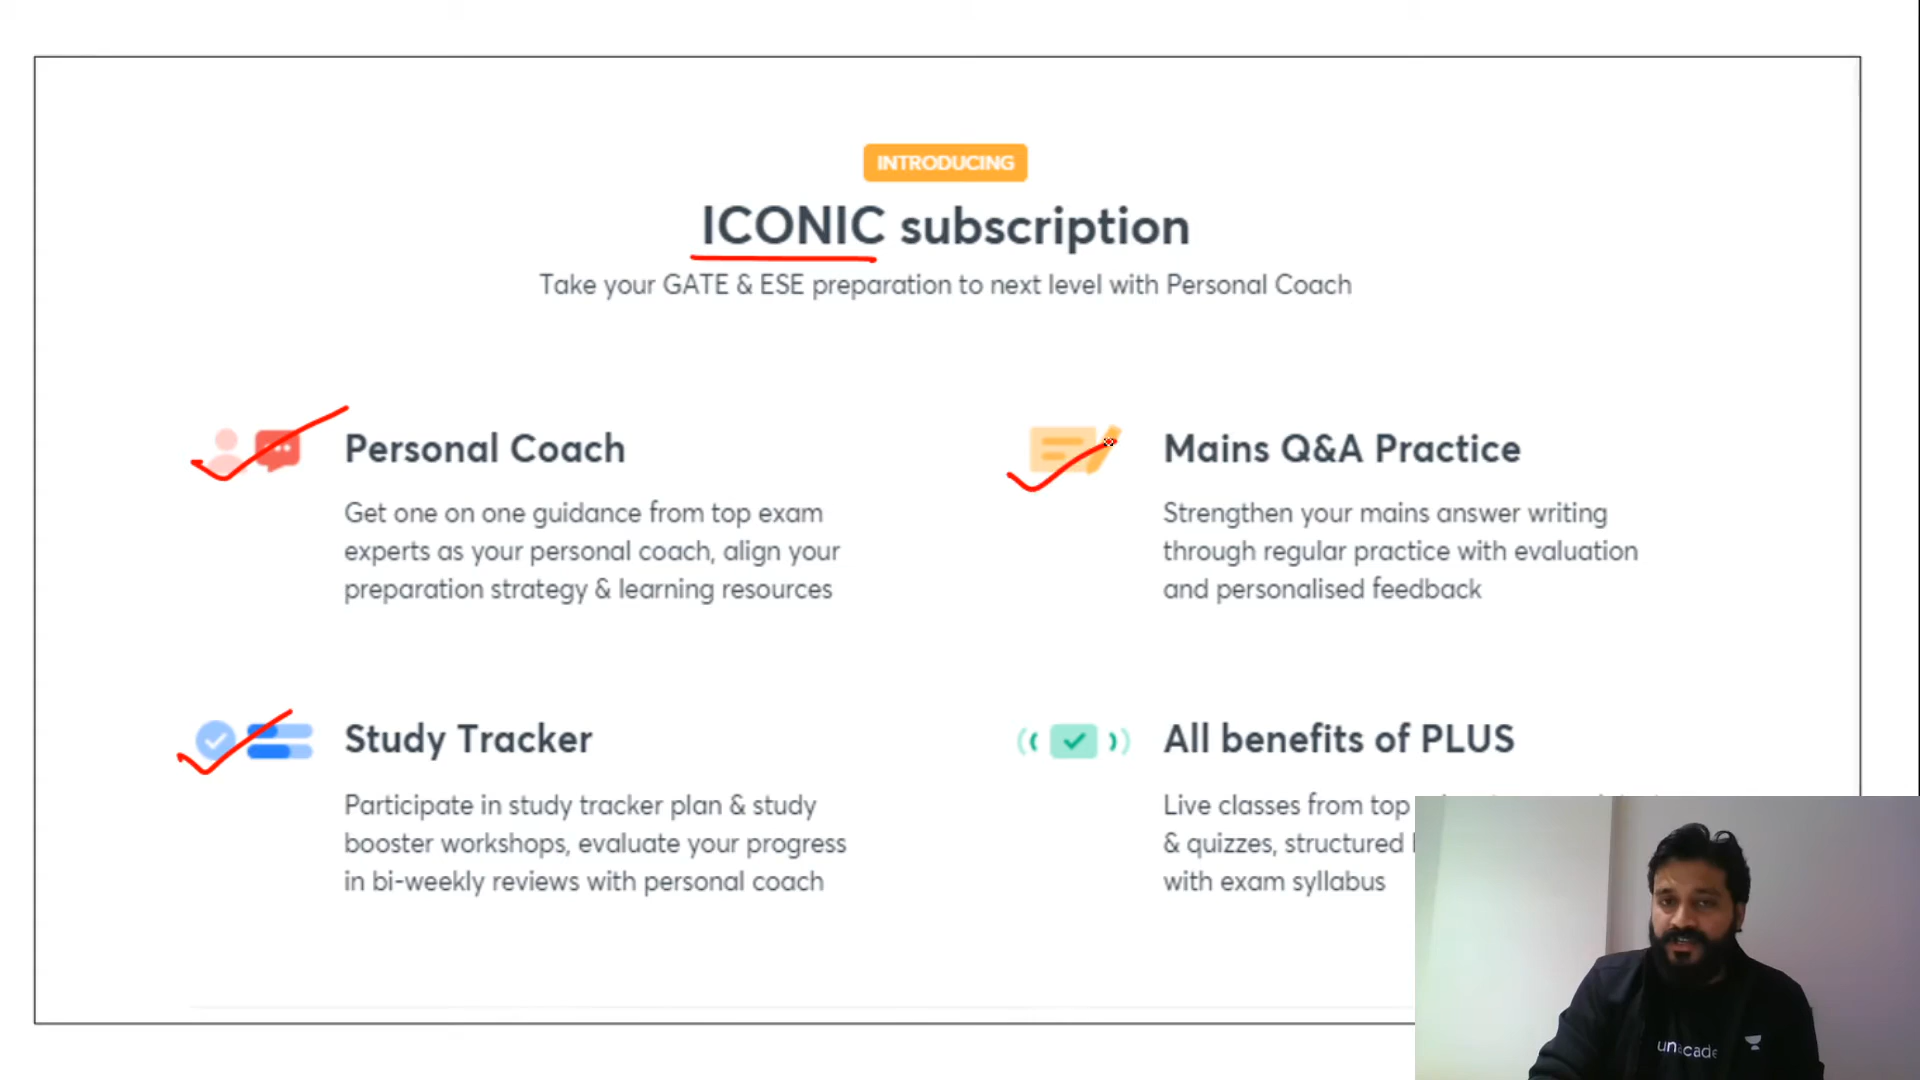 INTRODUCING
ICONIC subscription
Take your GATE & ESE preparation to next level with Personal Coach
Personal Coach
Get one on one guidance from top exam
experts as your personal coach, align your
preparation strategy & learning resources
Mains Q&A Practice
Strengthen your mains answer writing
through regular practice with evaluation
and personalised feedback
Study Tracker
Participate in study tracker plan & study
booster workshops, evaluate your progress
in bi-weekly reviews with personal coach
All benefits of PLUS
Live classes from top
& quizzes, structured
with exam syllabus